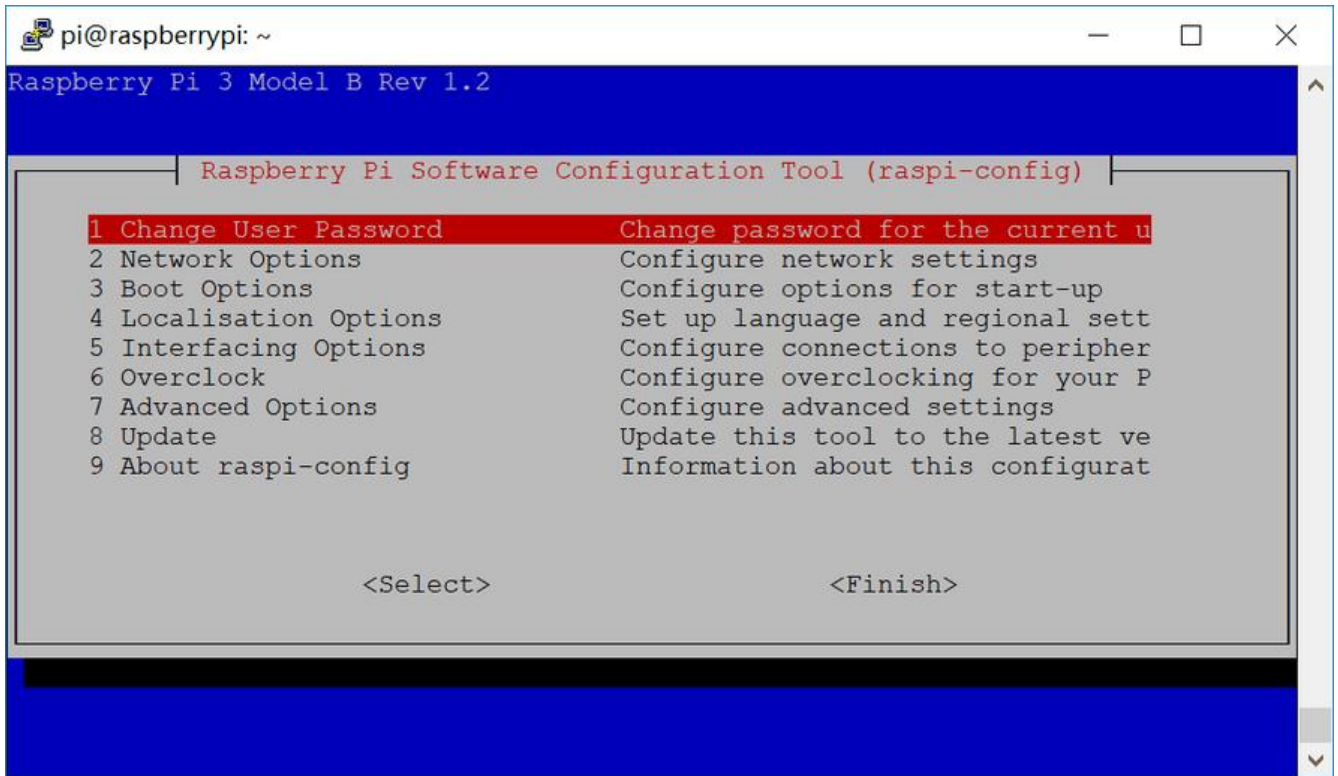 pi@raspberrypi: ~
Raspberry Pi 3 Model B Rev 1.2
Raspberry Pi Software Configuration Tool (raspi-config)
1 Change User Password Change password for the current u
2 Network Options Configure network settings
3 Boot Options Configure options for start-up
4 Localisation Options Set up language and regional sett
5 Interfacing Options Configure connections to peripher
6 Overclock Configure overclocking for your P
7 Advanced Options Configure advanced settings
8 Update Update this tool to the latest ve
9 About raspi-config Information about this configurat
<Select> <Finish>